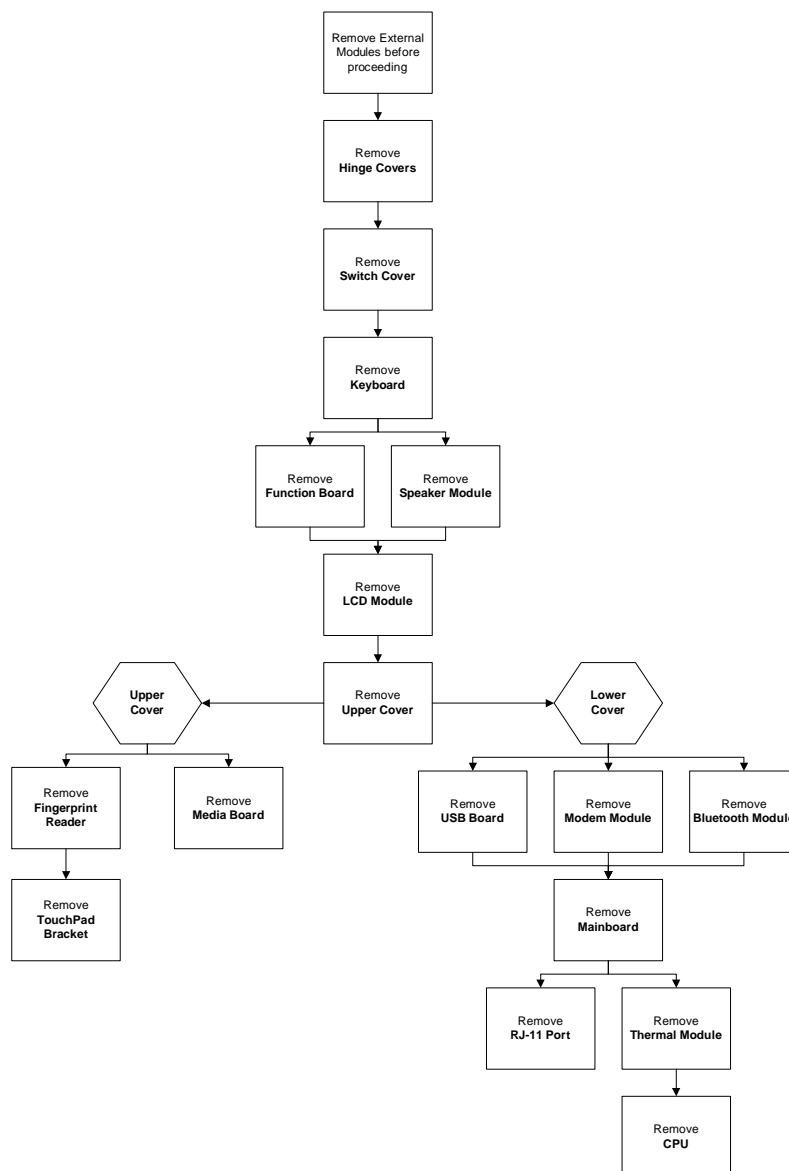 Remove External
Modules before
proceeding
Remove
Hinge Covers
Remove
Switch Cover
Remove
Keyboard
Remove
Function Board
Remove
Speaker Module
Remove
LCD Module
Remove
Upper Cover
Upper
Cover
Lower
Cover
Remove
Fingerprint
Reader
Remove
Media Board
Remove
TouchPad
Bracket
Remove
USB Board
Remove
Modem Module
Remove
Bluetooth Module
Remove
Mainboard
Remove
RJ-11 Port
Remove
Thermal Module
Remove
CPU